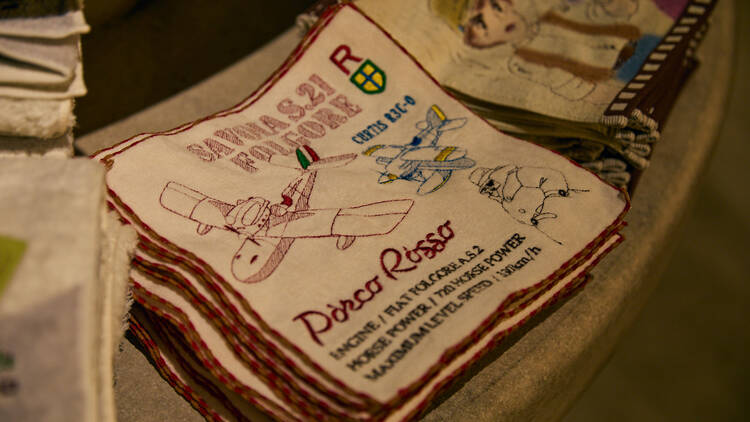 R
SAVOIA S.21
FOLGORE
CURTIS R3C-0
Porco Rosso
ENGINE / FIAT FOLGORE A.S.2
HORSE POWER / 720 HORSE POWER
MAXIMUM LEVEL SPEED /